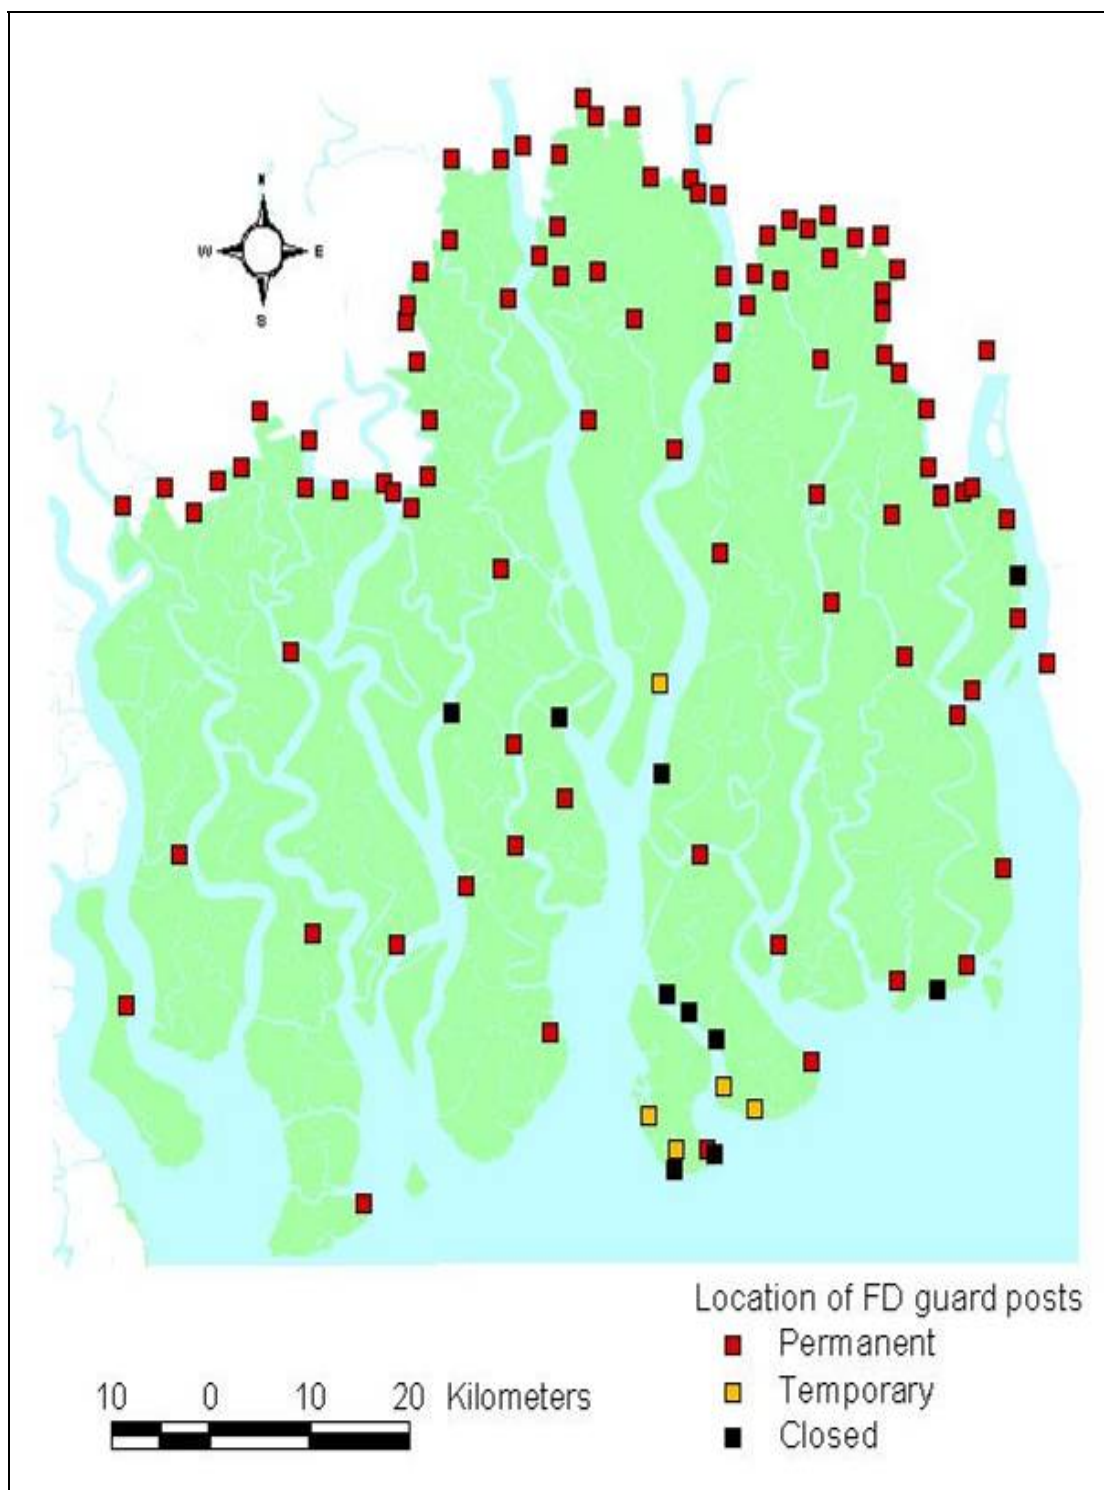 N
W E
S
Location of FD guard posts
Permanent
Temporary
Closed
10 0 10 20 Kilometers